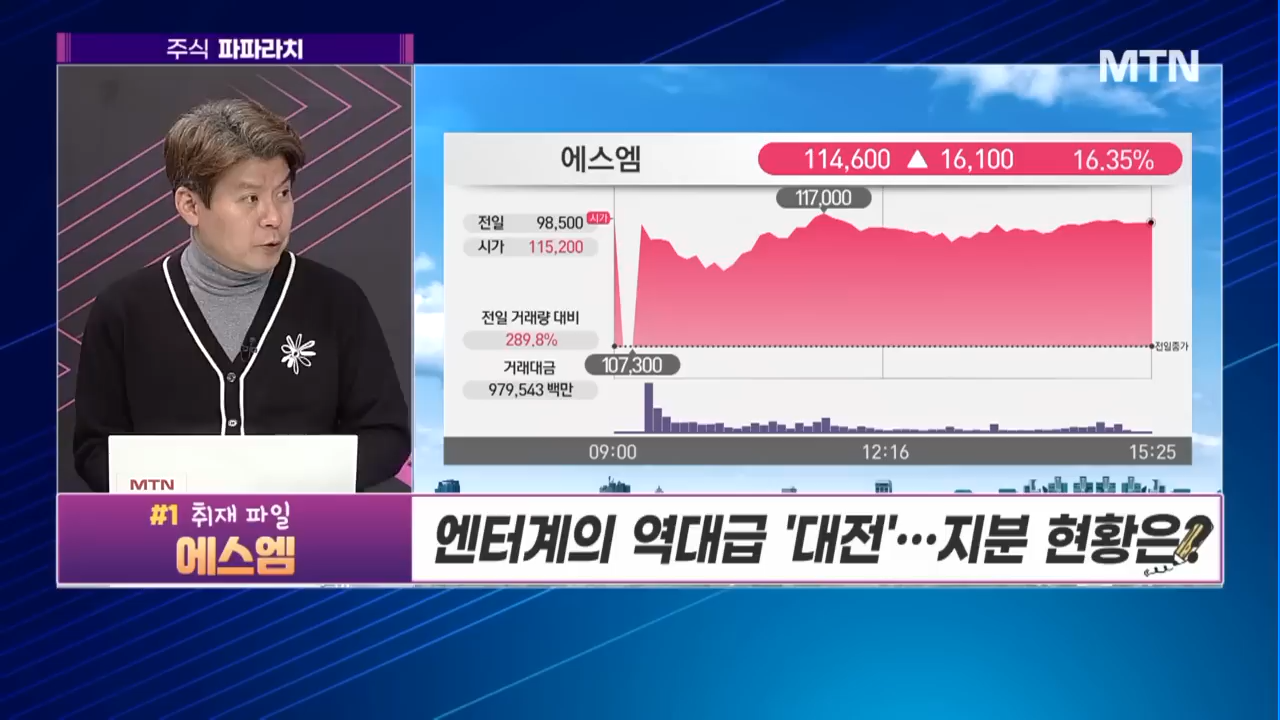 주식 파파라치
MTN
에스엠
114,600 ▲ 16,100 16.35%
117,000
전일 98,500
시가
시가 115,200
전일 거래량 대비
289.8%
전일종가
107,300
거래대금
979,543 백만
09:00 12:16 15:25
MTN
#1 취재 파일
에스엠
엔터계의 역대급 '대전'…지분 현황은?